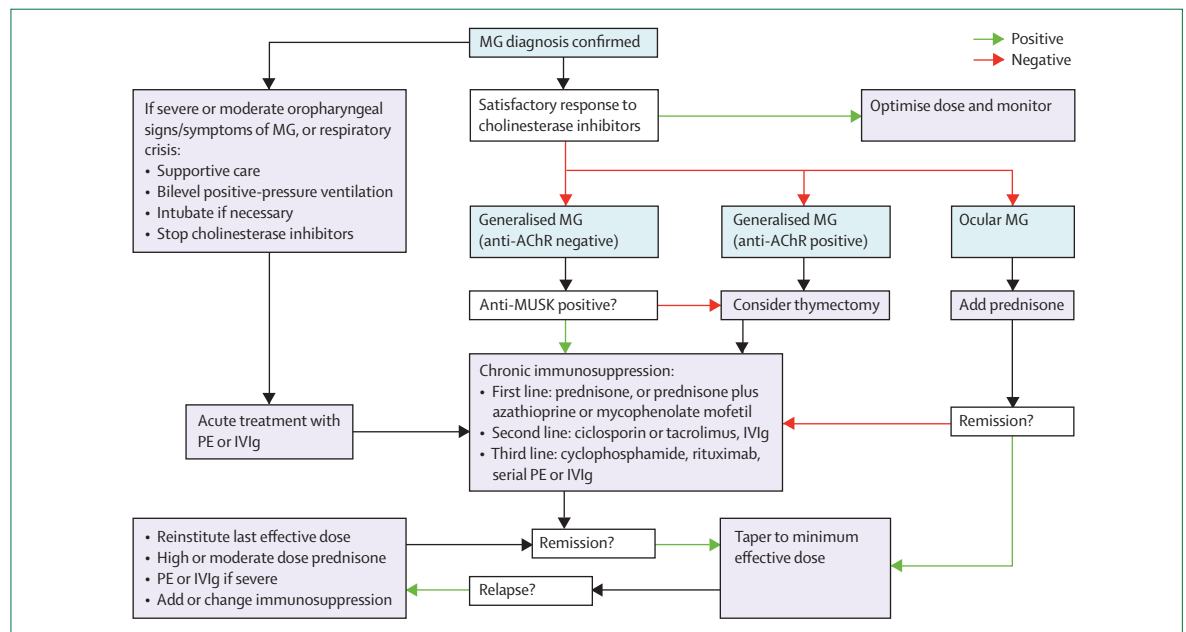 MG diagnosis confirmed
Positive
Negative
If severe or moderate oropharyngeal
signs/symptoms of MG, or respiratory
crisis:
• Supportive care
• Bilevel positive-pressure ventilation
• Intubate if necessary
• Stop cholinesterase inhibitors
Satisfactory response to
cholinesterase inhibitors
Optimise dose and monitor
Generalised MG
(anti-AChR negative)
Generalised MG
(anti-AChR positive)
Ocular MG
Anti-MUSK positive?
Consider thymectomy
Add prednisone
Chronic immunosuppression:
• First line: prednisone, or prednisone plus
azathioprine or mycophenolate mofetil
• Second line: ciclosporin or tacrolimus, IVIg
• Third line: cyclophosphamide, rituximab,
serial PE or IVIg
Acute treatment with
PE or IVIg
Remission?
• Reinstitute last effective dose
• High or moderate dose prednisone
• PE or IVIg if severe
• Add or change immunosuppression
Remission?
Taper to minimum
effective dose
Relapse?